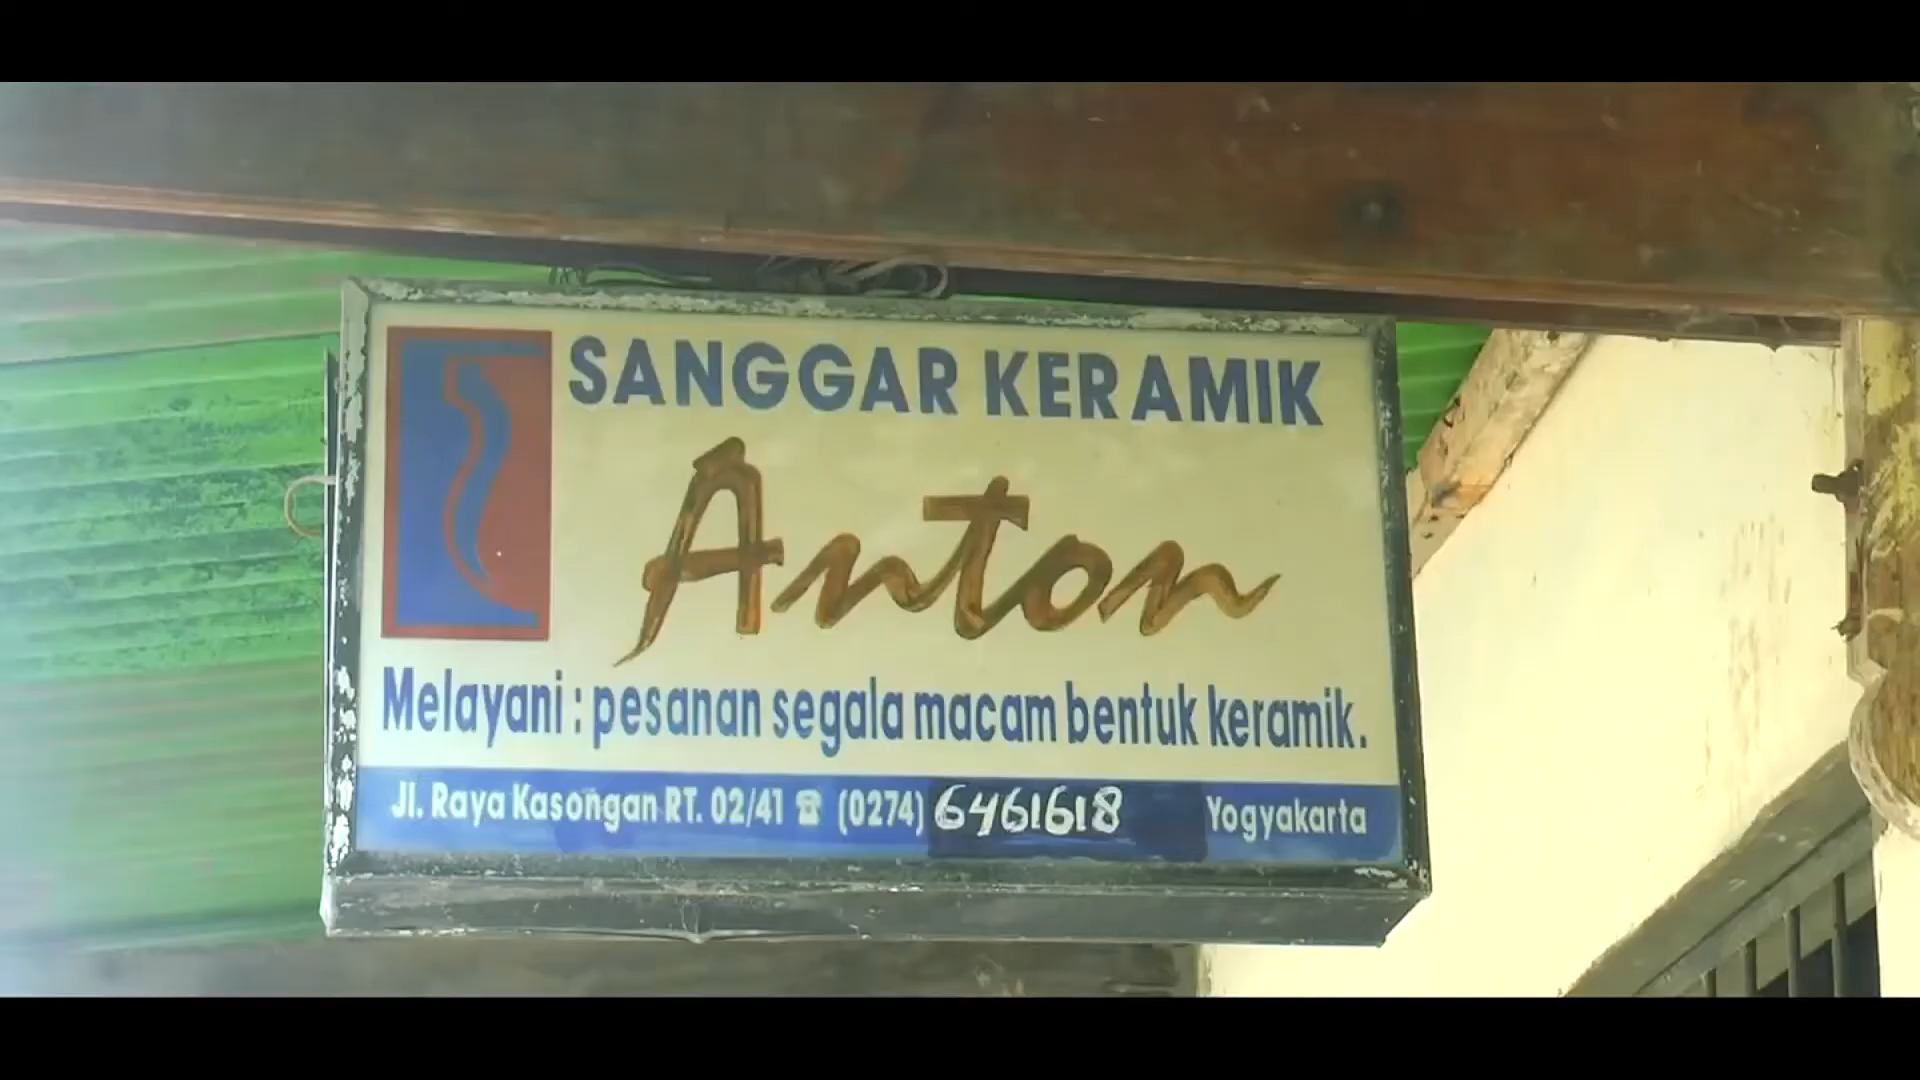 SANGGAR KERAMIK
Anton
Melayani : pesanan segala macam bentuk keramik.
Jl. Raya Kasongan RT. 02/41 ☎ (0274) 6461618 Yogyakarta